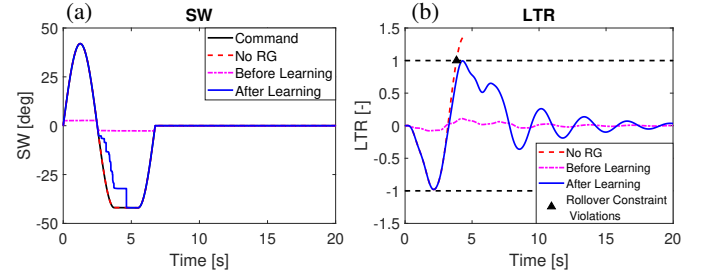 (a)
SW
50
25
0
-25
-50
SW [deg]
Command
No RG
Before Learning
After Learning
0
5
10
15
20
Time [s]
(b)
LTR
1.5
1
0.5
0
-0.5
-1
-1.5
LTR [-]
No RG
Before Learning
After Learning
Rollover Constraint
Violations
0
5
10
15
20
Time [s]